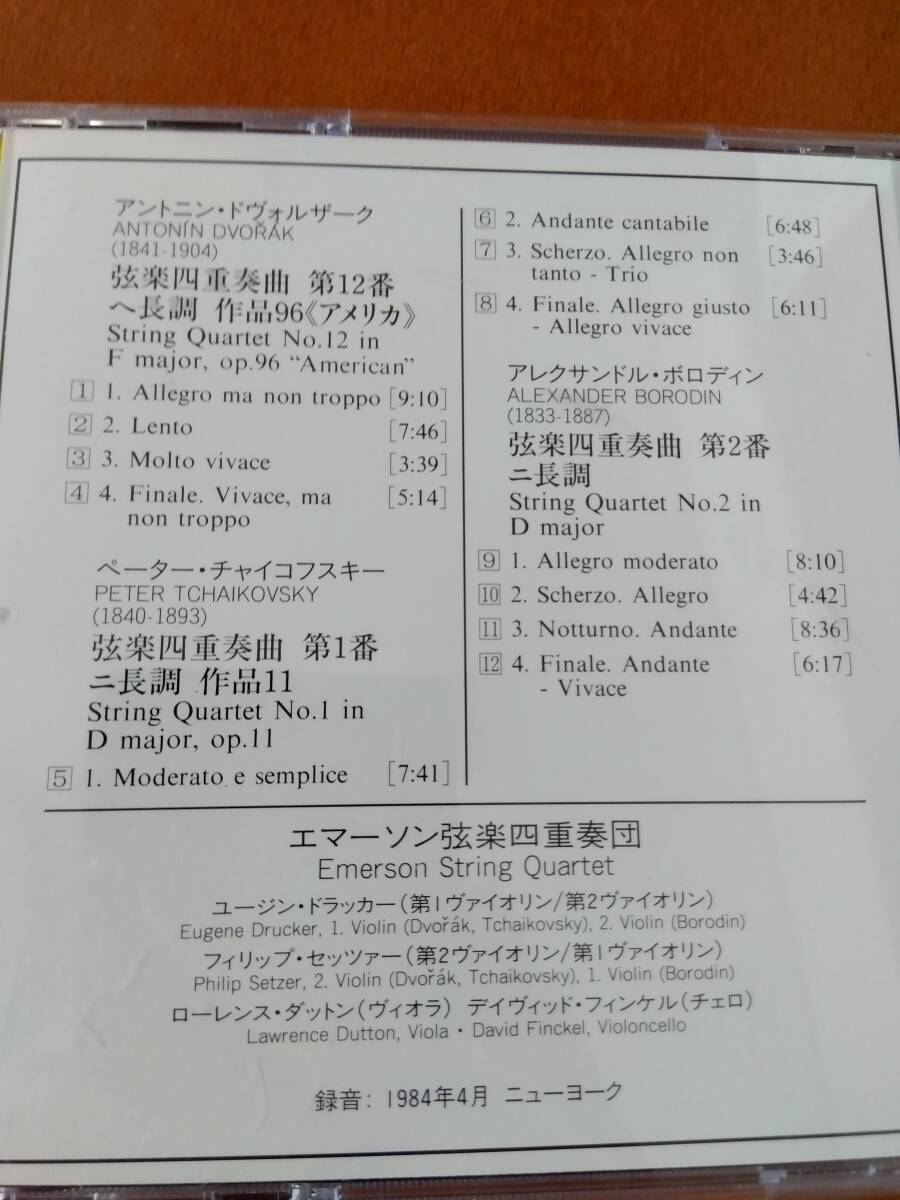 アントニン・ドヴォルザーク
ANTONÍN DVOŘÁK
(1841-1904)
弦楽四重奏曲 第12番
ヘ長調 作品96《アメリカ》
String Quartet No.12 in
F major, op.96 “American”
1 1. Allegro ma non troppo [9:10]
2 2. Lento [7:46]
3 3. Molto vivace [3:39]
4 4. Finale. Vivace, ma [5:14]
non troppo
ペーター・チャイコフスキー
PETER TCHAIKOVSKY
(1840-1893)
弦楽四重奏曲 第1番
ニ長調 作品11
String Quartet No.1 in
D major, op.11
5 1. Moderato e semplice [7:41]
6 2. Andante cantabile [6:48]
7 3. Scherzo. Allegro non [3:46]
tanto - Trio
8 4. Finale. Allegro giusto [6:11]
- Allegro vivace
アレクサンドル・ボロディン
ALEXANDER BORODIN
(1833-1887)
弦楽四重奏曲 第2番
ニ長調
String Quartet No.2 in
D major
9 1. Allegro moderato [8:10]
10 2. Scherzo. Allegro [4:42]
11 3. Notturno. Andante [8:36]
12 4. Finale. Andante [6:17]
- Vivace
エマーソン弦楽四重奏団
Emerson String Quartet
ユージン・ドラッカー(第1ヴァイオリン/第2ヴァイオリン)
Eugene Drucker, 1. Violin (Dvořák, Tchaikovsky), 2. Violin (Borodin)
フィリップ・セッツァー(第2ヴァイオリン/第1ヴァイオリン)
Philip Setzer, 2. Violin (Dvořák, Tchaikovsky), 1. Violin (Borodin)
ローレンス・ダットン(ヴィオラ) デイヴィッド・フィンケル(チェロ)
Lawrence Dutton, Viola・David Finckel, Violoncello
録音: 1984年4月 ニューヨーク